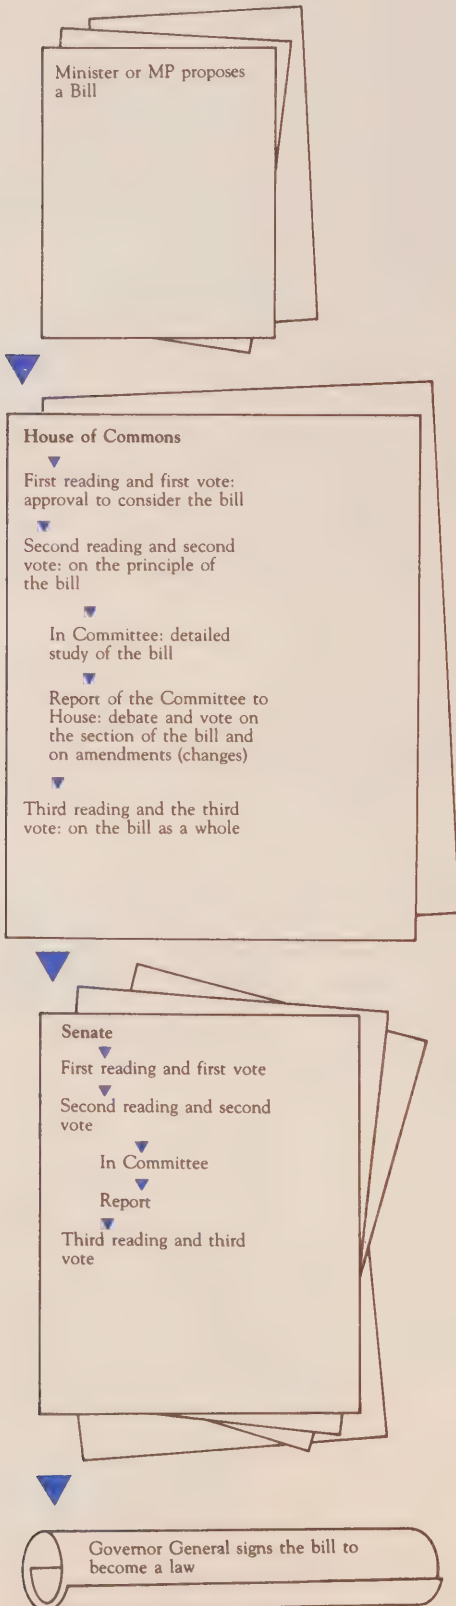 Minister or MP proposes
a Bill
House of Commons
First reading and first vote:
approval to consider the bill
Second reading and second
vote: on the principle of
the bill
In Committee: detailed
study of the bill
Report of the Committee to
House: debate and vote on
the section of the bill and
on amendments (changes)
Third reading and the third
vote: on the bill as a whole
Senate
First reading and first vote
Second reading and second
vote
In Committee
Report
Third reading and third
vote
Governor General signs the bill to
become a law